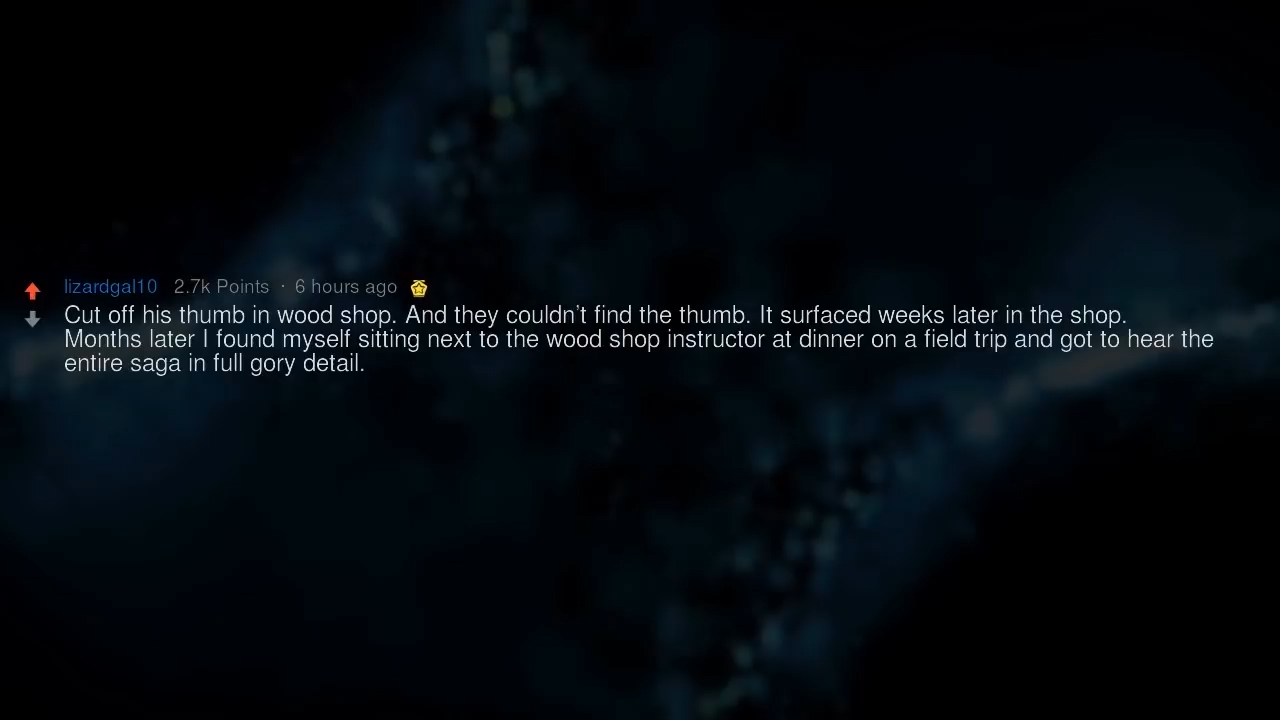 lizardgal10 2.7k Points · 6 hours ago
Cut off his thumb in wood shop. And they couldn't find the thumb. It surfaced weeks later in the shop.
Months later I found myself sitting next to the wood shop instructor at dinner on a field trip and got to hear the
entire saga in full gory detail.